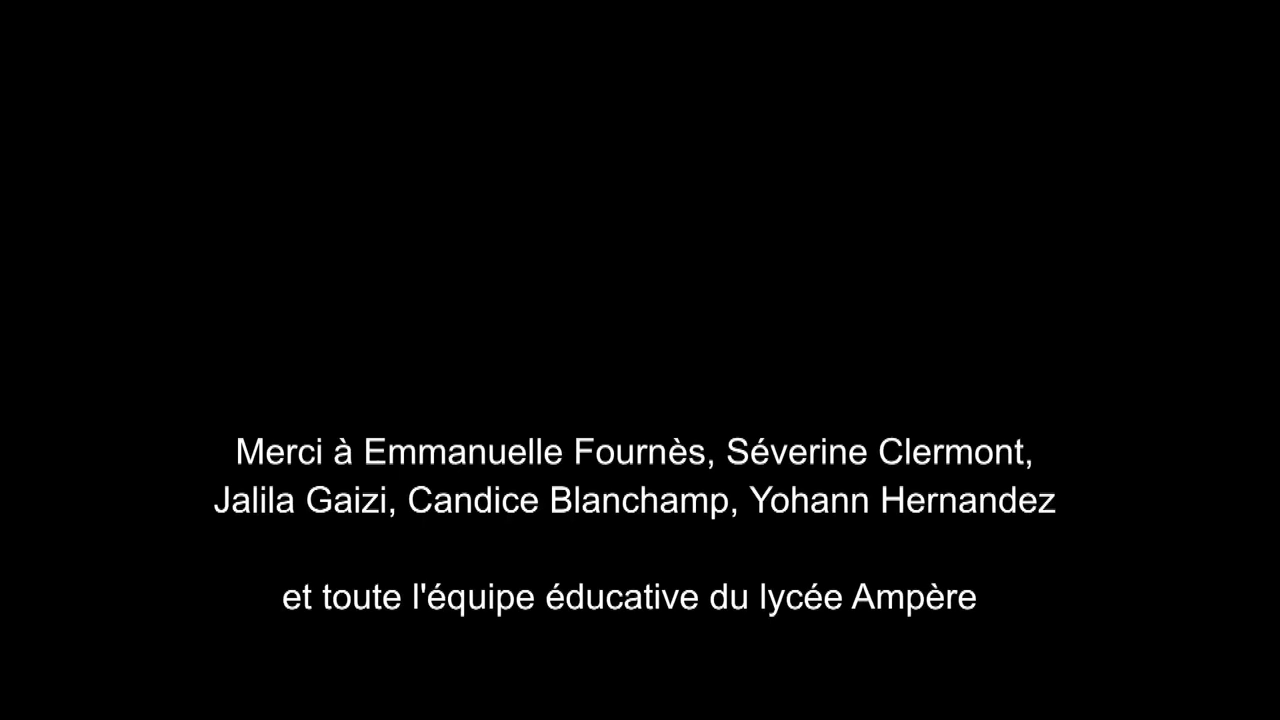 Merci à Emmanuelle Fournès, Séverine Clermont,
Jalila Gaizi, Candice Blanchamp, Yohann Hernandez
et toute l'équipe éducative du lycée Ampère